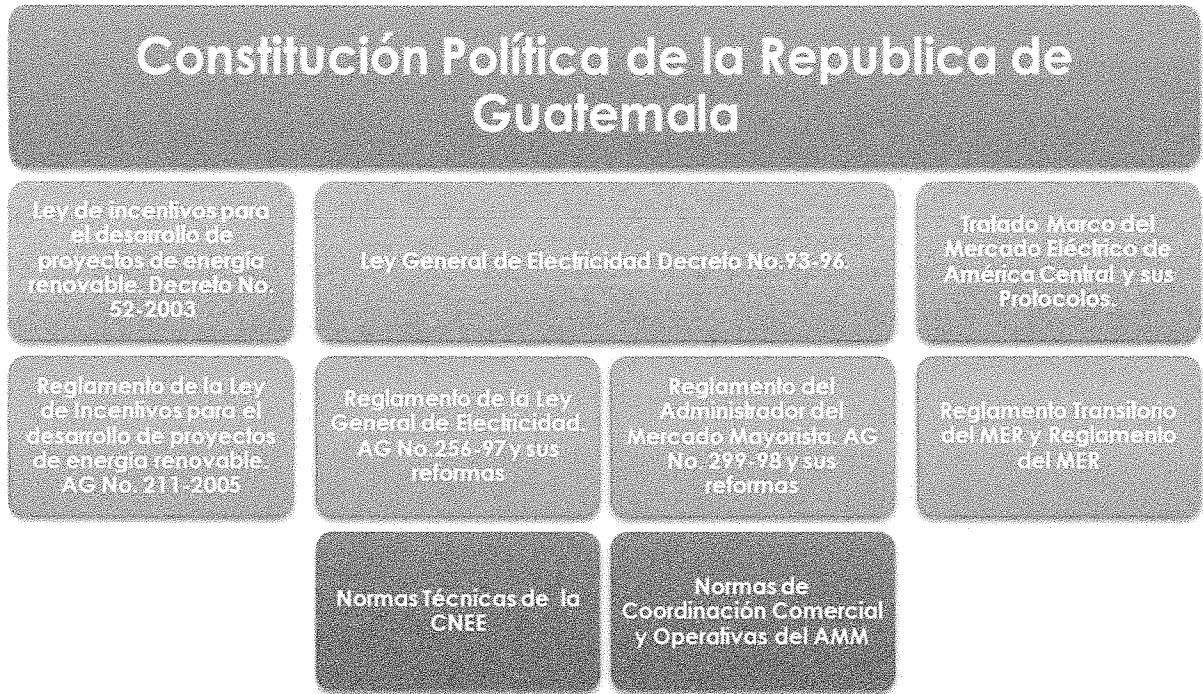 Constitución Política de la Republica de
Guatemala
Ley de incentivos para
el desarrollo de
proyectos de energía
renovable. Decreto No.
52-2003
Ley General de Electricidad Decreto No.93-96.
Tratado Marco del
Mercado Eléctrico de
América Central y sus
Protocolos.
Reglamento de la Ley
de Incentivos para el
desarrollo de proyectos
de energía renovable.
AG No. 211-2005
Reglamento de la Ley
General de Electricidad.
AG No.256-97 y sus
reformas
Reglamento del
Administrador del
Mercado Mayorista. AG
No. 299-98 y sus
reformas
Reglamento Transitorio
del MER y Reglamento
del MER
Normas Técnicas de la
CNEE
Normas de
Coordinación Comercial
y Operativas del AMM